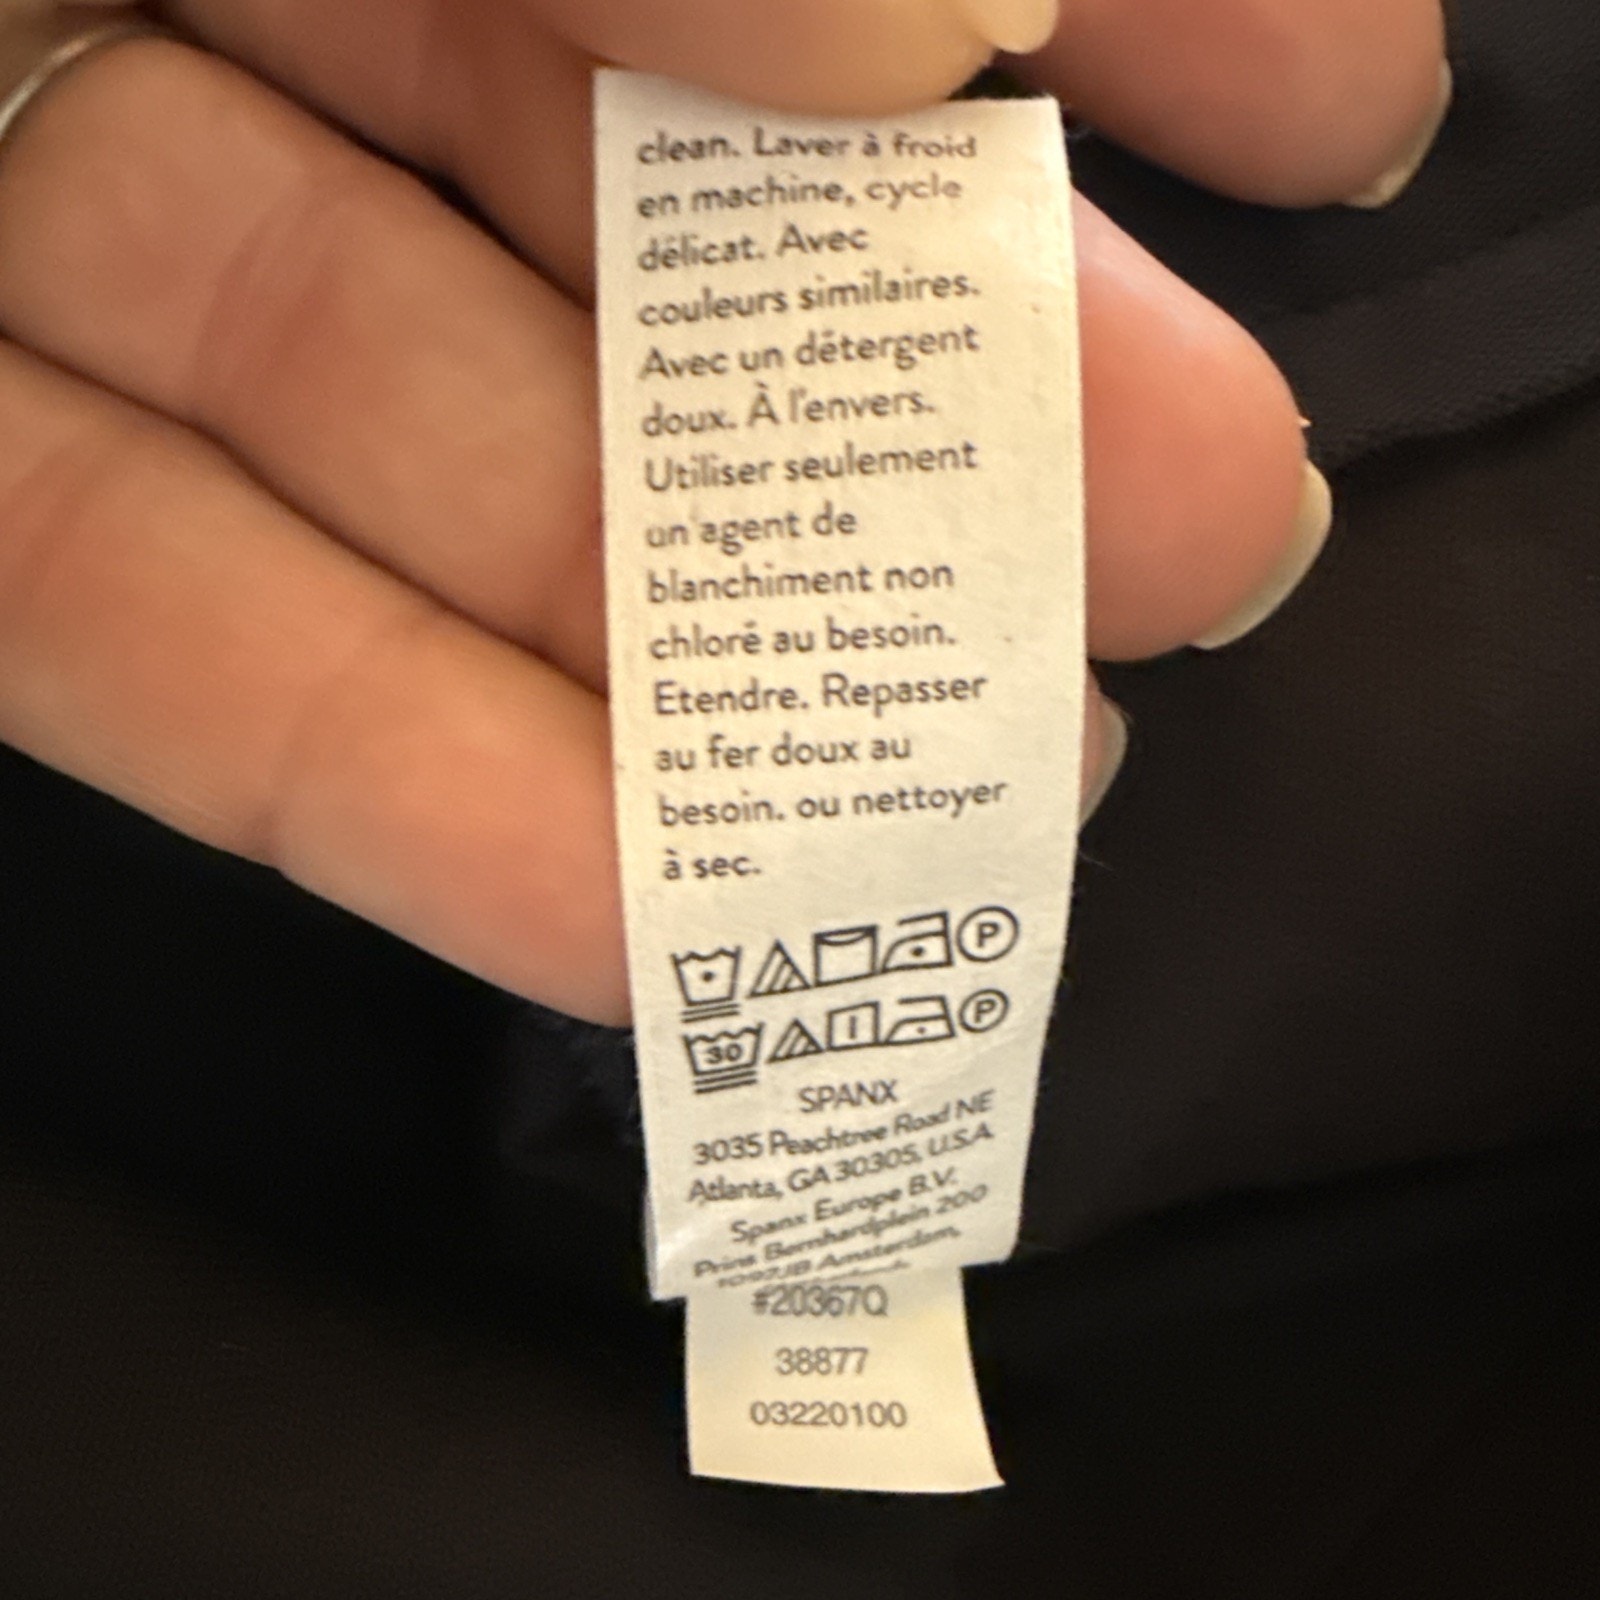 clean. Laver à froid
en machine, cycle
délicat. Avec
couleurs similaires.
Avec un détergent
doux. À l'envers.
Utiliser seulement
un agent de
blanchiment non
chloré au besoin.
Etendre. Repasser
au fer doux au
besoin. ou nettoyer
à sec.
P
30 P
SPANX
3035 Peachtree Road NE
Atlanta, GA 30305, U.S.A.
Spanx Europe B.V.
Prins Bernhardplein 200
1097JB Amsterdam,
#20367Q
38877
03220100